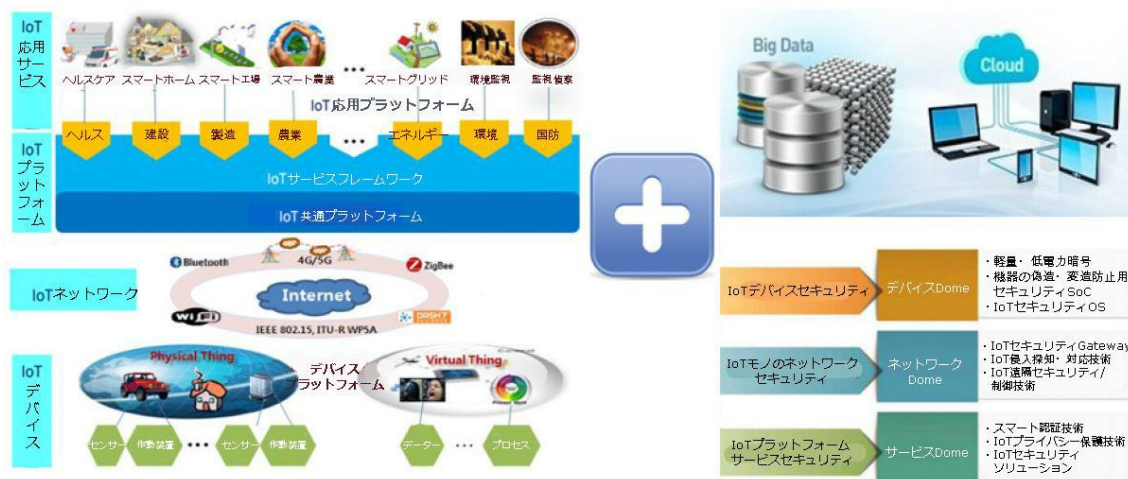 IoT
応用
サービス
ヘルスケア
スマートホーム
スマート工場
スマート農業
...
スマートグリッド
環境監視
監視偵察
IoT応用プラットフォーム
IoT
プラットフォーム
ヘルス
建設
製造
農業
...
エネルギー
環境
国防
IoTサービスフレームワーク
IoT共通プラットフォーム
IoTネットワーク
Bluetooth
4G/5G
ZigBee
Internet
WiFi
DASH7
IEEE 802.15, ITU-R WP5A
IoT
デバイス
Physical Thing
デバイス
プラットフォーム
Virtual Thing
センサー
作動装置
...
センサー
作動装置
データー
...
プロセス
Big Data
Cloud
IoTデバイスセキュリティ
デバイスDome
・軽量・低電力暗号
・機器の偽造・変造防止用
セキュリティSoC
・IoTセキュリティOS
IoTモノのネットワーク
セキュリティ
ネットワーク
Dome
・IoTセキュリティGateway
・IoT侵入探知・対応技術
・IoT遠隔セキュリティ/
制御技術
IoTプラットフォーム
サービスセキュリティ
サービスDome
・スマート認証技術
・IoTプライバシー保護技術
・IoTセキュリティ
ソリューション